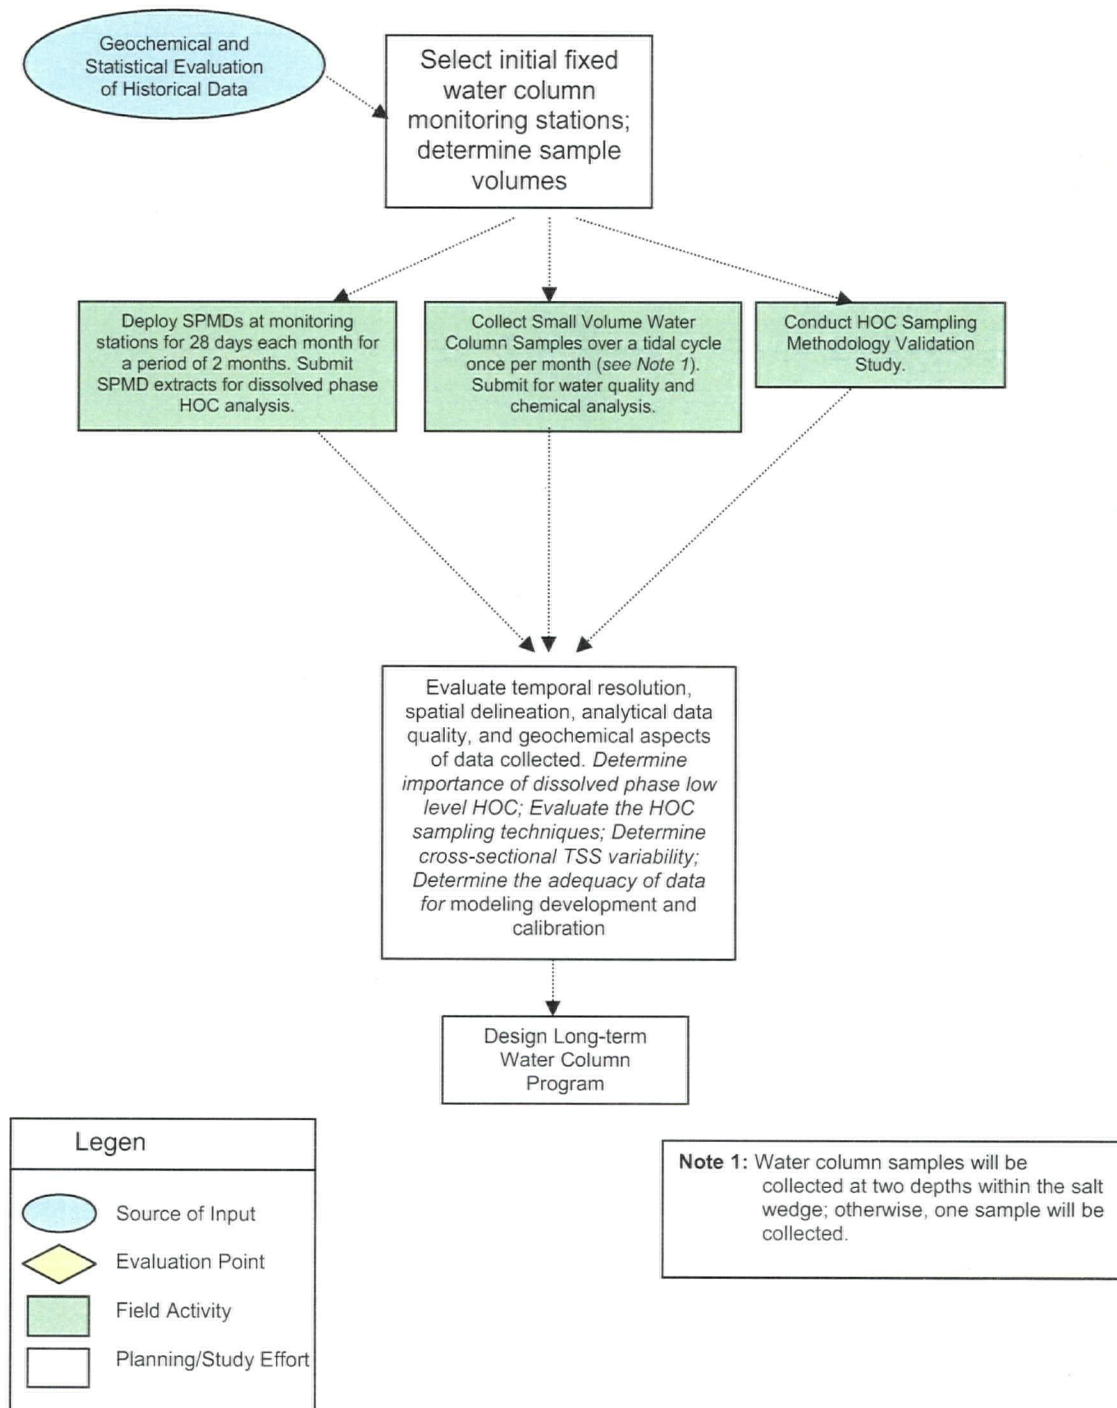 Geochemical and
Statistical Evaluation
of Historical Data
Select initial fixed
water column
monitoring stations;
determine sample
volumes
Deploy SPMDs at monitoring
stations for 28 days each month for
a period of 2 months. Submit
SPMD extracts for dissolved phase
HOC analysis.
Collect Small Volume Water
Column Samples over a tidal cycle
once per month (see Note 1).
Submit for water quality and
chemical analysis.
Conduct HOC Sampling
Methodology Validation
Study.
Evaluate temporal resolution,
spatial delineation, analytical data
quality, and geochemical aspects
of data collected. Determine
importance of dissolved phase low
level HOC; Evaluate the HOC
sampling techniques; Determine
cross-sectional TSS variability;
Determine the adequacy of data
for modeling development and
calibration
Design Long-term
Water Column
Program
Legen
Source of Input
Evaluation Point
Field Activity
Planning/Study Effort
Note 1: Water column samples will be
collected at two depths within the salt
wedge; otherwise, one sample will be
collected.